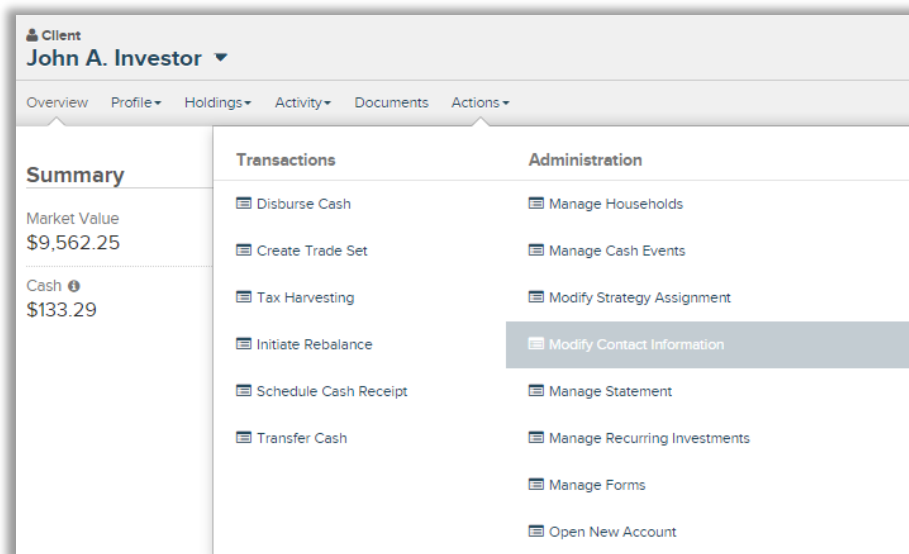 Client
John A. Investor
Overview Profile Holdings Activity Documents Actions
Summary
Market Value
$9,562.25
Cash
$133.29
Transactions
Disburse Cash
Create Trade Set
Tax Harvesting
Initiate Rebalance
Schedule Cash Receipt
Transfer Cash
Administration
Manage Households
Manage Cash Events
Modify Strategy Assignment
Modify Contact Information
Manage Statement
Manage Recurring Investments
Manage Forms
Open New Account